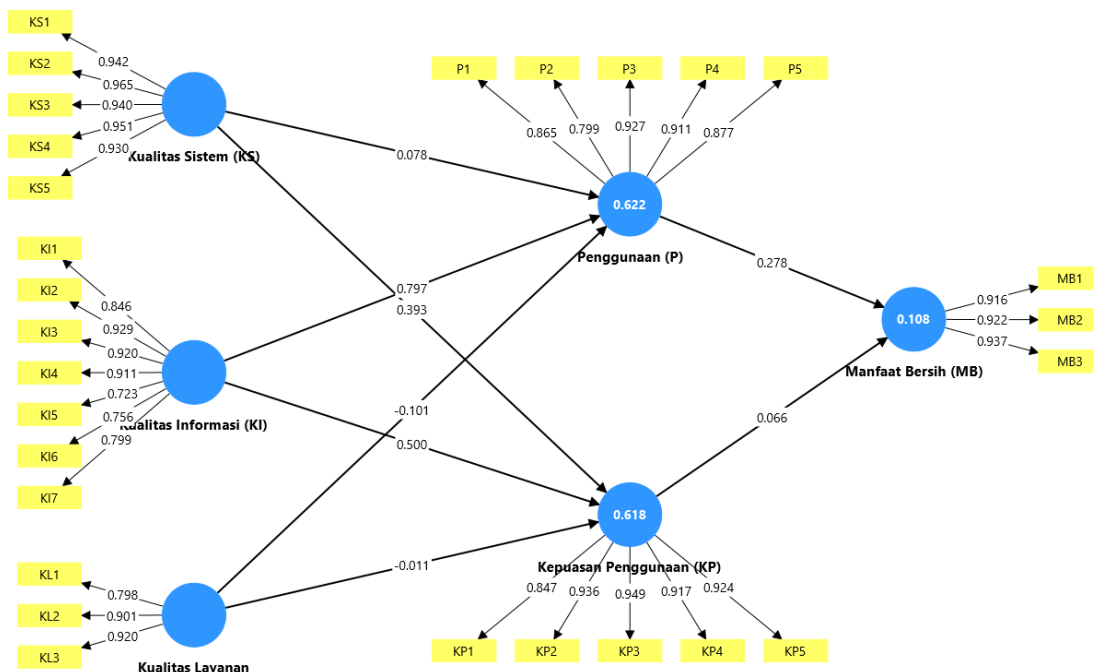 KS1
KS2
KS3
KS4
KS5
0.942
0.965
0.940
0.951
0.930
Kualitas Sistem (KS)
KI1
KI2
KI3
KI4
KI5
KI6
KI7
0.846
0.929
0.920
0.911
0.723
0.756
0.799
Kualitas Informasi (KI)
KL1
KL2
KL3
0.798
0.901
0.920
Kualitas Layanan
0.078
0.797
0.393
-0.101
0.500
-0.011
P1 P2 P3 P4 P5
0.865 0.799 0.927 0.911 0.877
0.622
Penggunaan (P)
0.618
Kepuasan Penggunaan (KP)
0.847 0.936 0.949 0.917 0.924
KP1 KP2 KP3 KP4 KP5
0.278
0.066
0.108
Manfaat Bersih (MB)
0.916
0.922
0.937
MB1
MB2
MB3